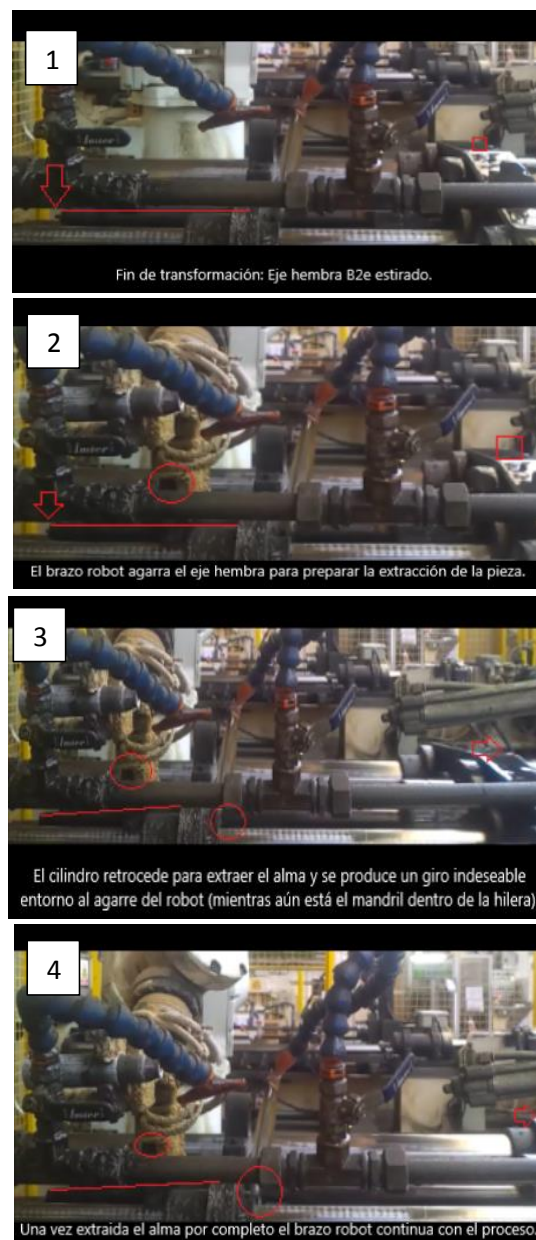 1
Fin de transformación: Eje hembra B2e estirado.
2
El brazo robot agarra el eje hembra para preparar la extracción de la pieza.
3
El cilindro retrocede para extraer el alma y se produce un giro indeseable
entorno al agarre del robot (mientras aún está el mandril dentro de la hilera)
4
Una vez extraida el alma por completo el brazo robot continua con el proceso.